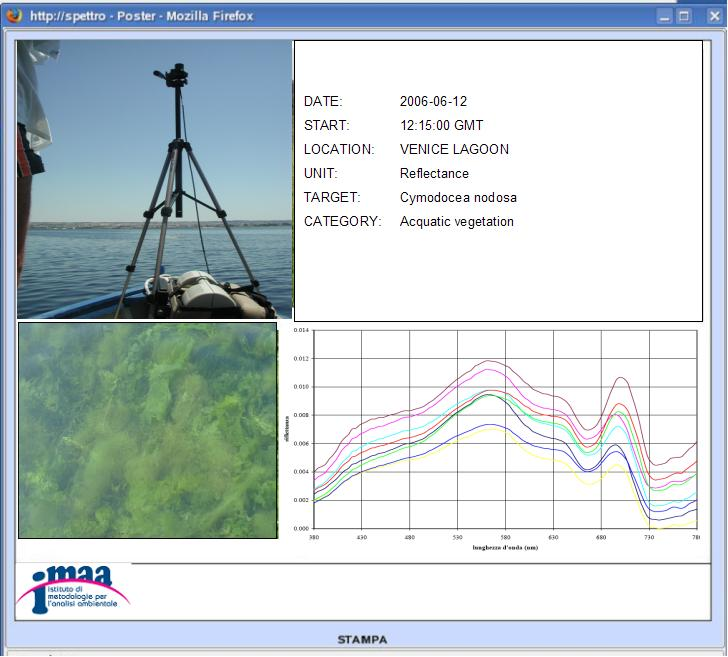 http://spettro - Poster - Mozilla Firefox
DATE: 2006-06-12
START: 12:15:00 GMT
LOCATION: VENICE LAGOON
UNIT: Reflectance
TARGET: Cymodocea nodosa
CATEGORY: Acquatic vegetation
0.014
0.012
0.010
0.008
0.006
0.004
0.002
0.000
380 430 480 530 580 630 680 730 78
lunghezza d'onda (nm)
imaa
istituto di
metodologie per
l'analisi ambientale
STAMPA